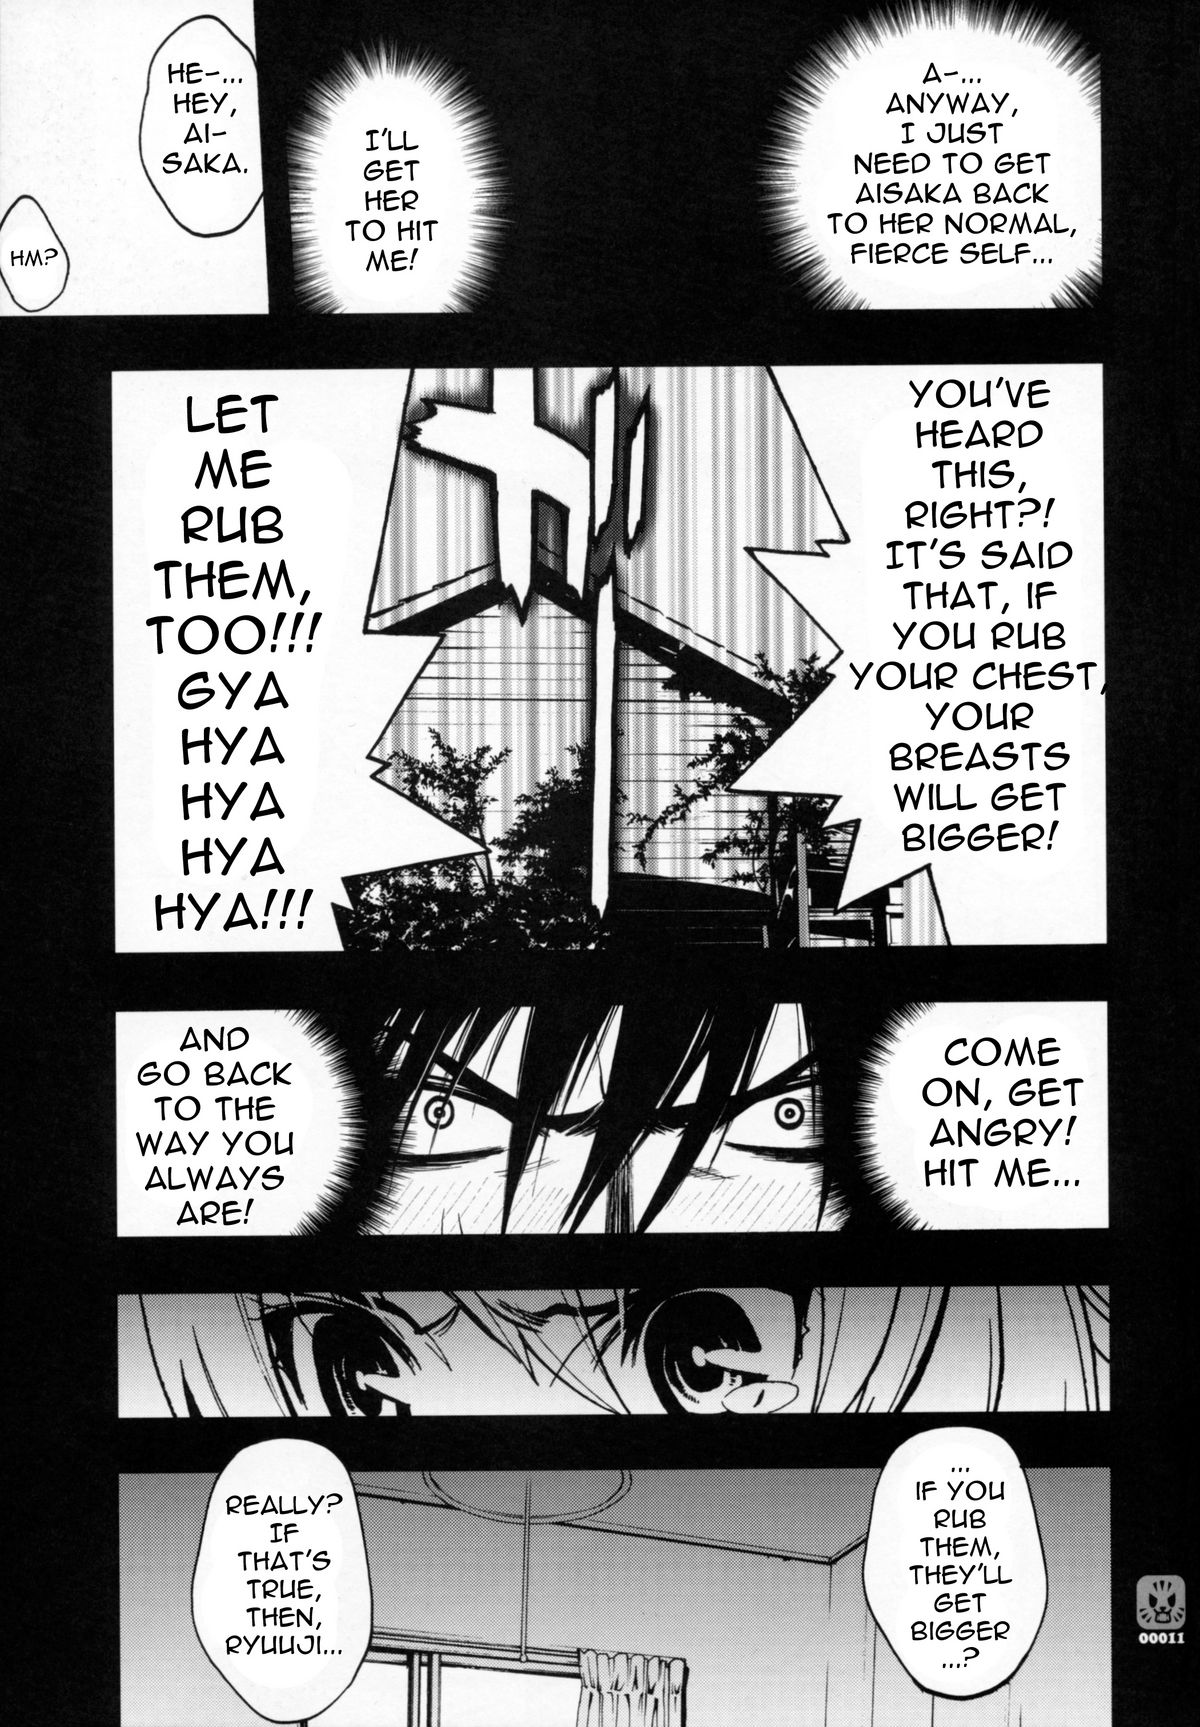 A-...
ANYWAY,
I JUST
NEED TO GET
AISAKA BACK
TO HER NORMAL,
FIERCE SELF...
I'LL
GET
HER
TO HIT
ME!
HE-...
HEY,
AI-
SAKA.
HM?
YOU'VE
HEARD
THIS,
RIGHT?!
IT'S SAID
THAT, IF
YOU RUB
YOUR CHEST,
YOUR
BREASTS
WILL GET
BIGGER!
LET
ME
RUB
THEM,
TOO!!!
GYA
HYA
HYA
HYA
HYA!!!
COME
ON, GET
ANGRY!
HIT ME...
AND
GO BACK
TO THE
WAY YOU
ALWAYS
ARE!
...
IF YOU
RUB
THEM,
THEY'LL
GET
BIGGER
...?
REALLY?
IF
THAT'S
TRUE,
THEN,
RYUUJI...
00011